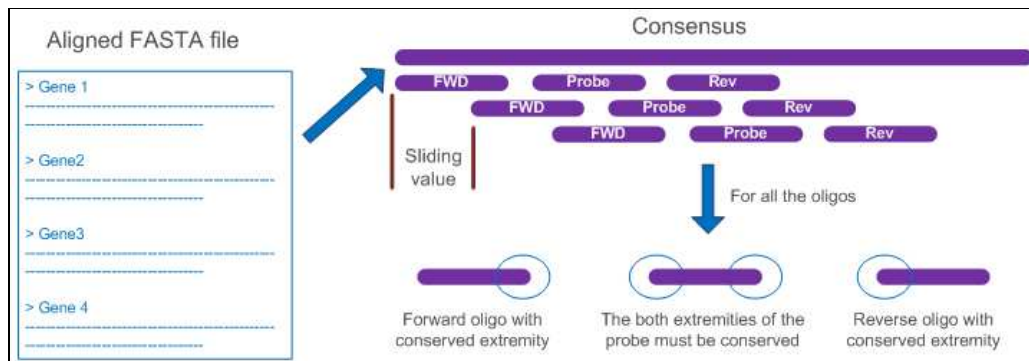 Aligned FASTA file
> Gene 1
> Gene2
> Gene3
> Gene 4
Consensus
FWD Probe Rev
FWD Probe Rev
FWD Probe Rev
Sliding
value
For all the oligos
Forward oligo with
conserved extremity
The both extremities of the
probe must be conserved
Reverse oligo with
conserved extremity